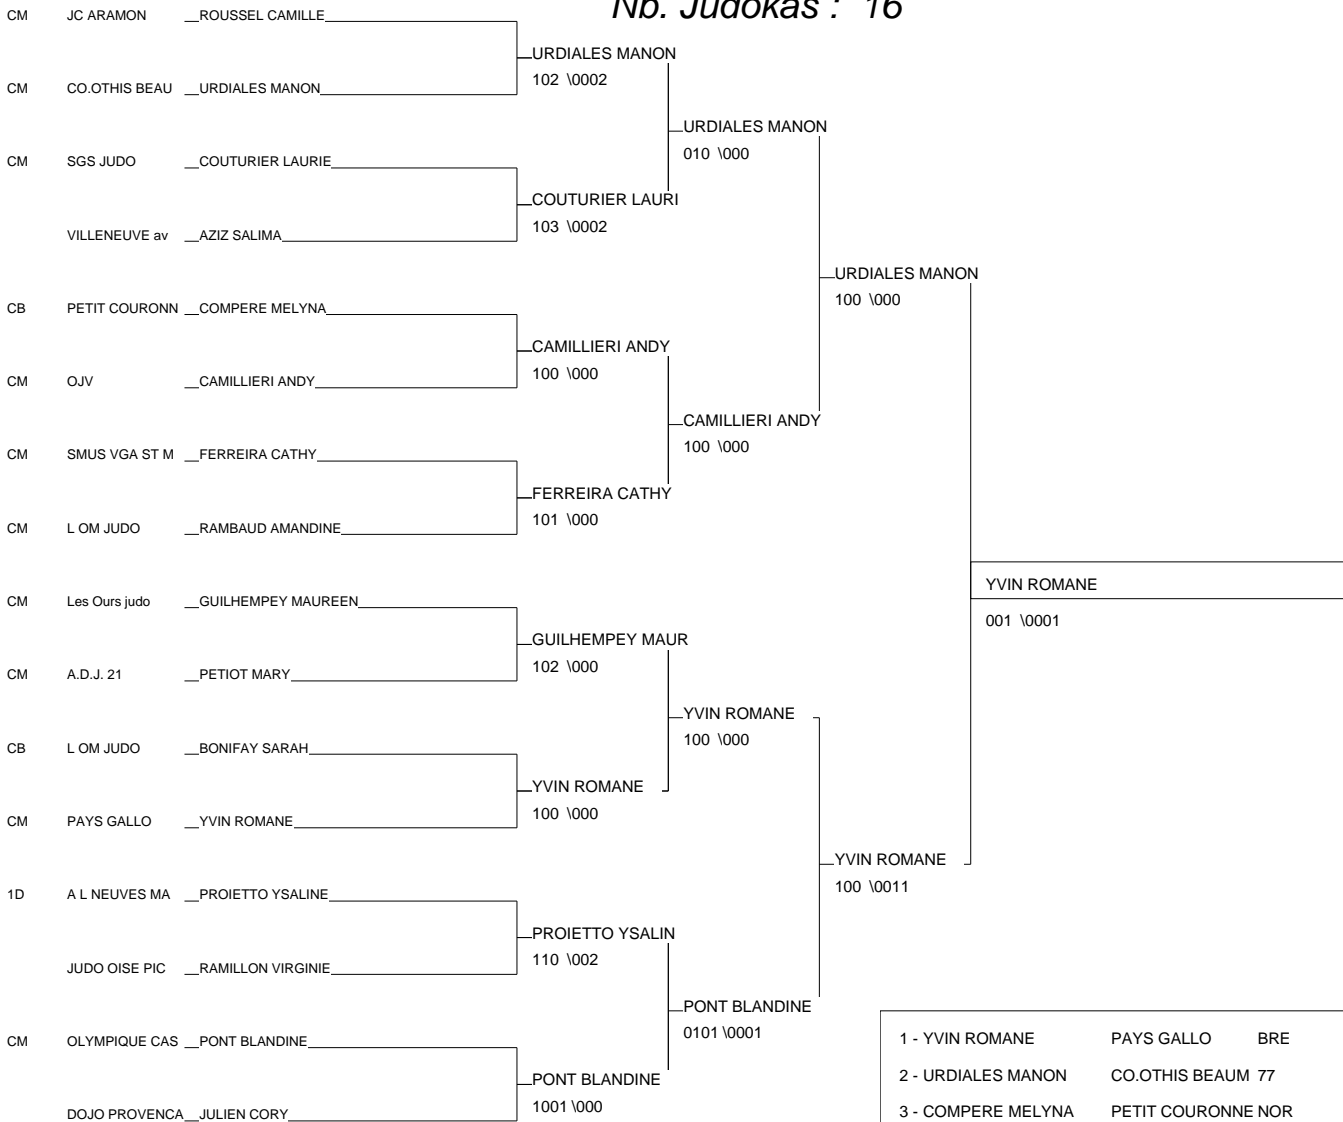 Nb. Judokas :  16
CM JC ARAMON __ROUSSEL CAMILLE
URDIALES MANON
102 \0002
CM CO.OTHIS BEAU __URDIALES MANON
URDIALES MANON
010 \000
CM SGS JUDO __COUTURIER LAURIE
COUTURIER LAURI
103 \0002
VILLENEUVE av __AZIZ SALIMA
URDIALES MANON
100 \000
CB PETIT COURONN __COMPERE MELYNA
CAMILLIERI ANDY
100 \000
CM OJV __CAMILLIERI ANDY
CAMILLIERI ANDY
100 \000
CM SMUS VGA ST M __FERREIRA CATHY
FERREIRA CATHY
101 \000
CM L OM JUDO __RAMBAUD AMANDINE
YVIN ROMANE
001 \0001
CM Les Ours judo __GUILHEMPEY MAUREEN
GUILHEMPEY MAUR
102 \000
CM A.D.J. 21 __PETIOT MARY
YVIN ROMANE
100 \000
CB L OM JUDO __BONIFAY SARAH
YVIN ROMANE
100 \000
CM PAYS GALLO __YVIN ROMANE
YVIN ROMANE
100 \0011
1D A L NEUVES MA __PROIETTO YSALINE
PROIETTO YSALIN
110 \002
JUDO OISE PIC __RAMILLON VIRGINIE
PONT BLANDINE
0101 \0001
CM OLYMPIQUE CAS __PONT BLANDINE
PONT BLANDINE
1001 \000
DOJO PROVENCA __JULIEN CORY
1 - YVIN ROMANE PAYS GALLO BRE
2 - URDIALES MANON CO.OTHIS BEAUM 77
3 - COMPERE MELYNA PETIT COURONNE NOR